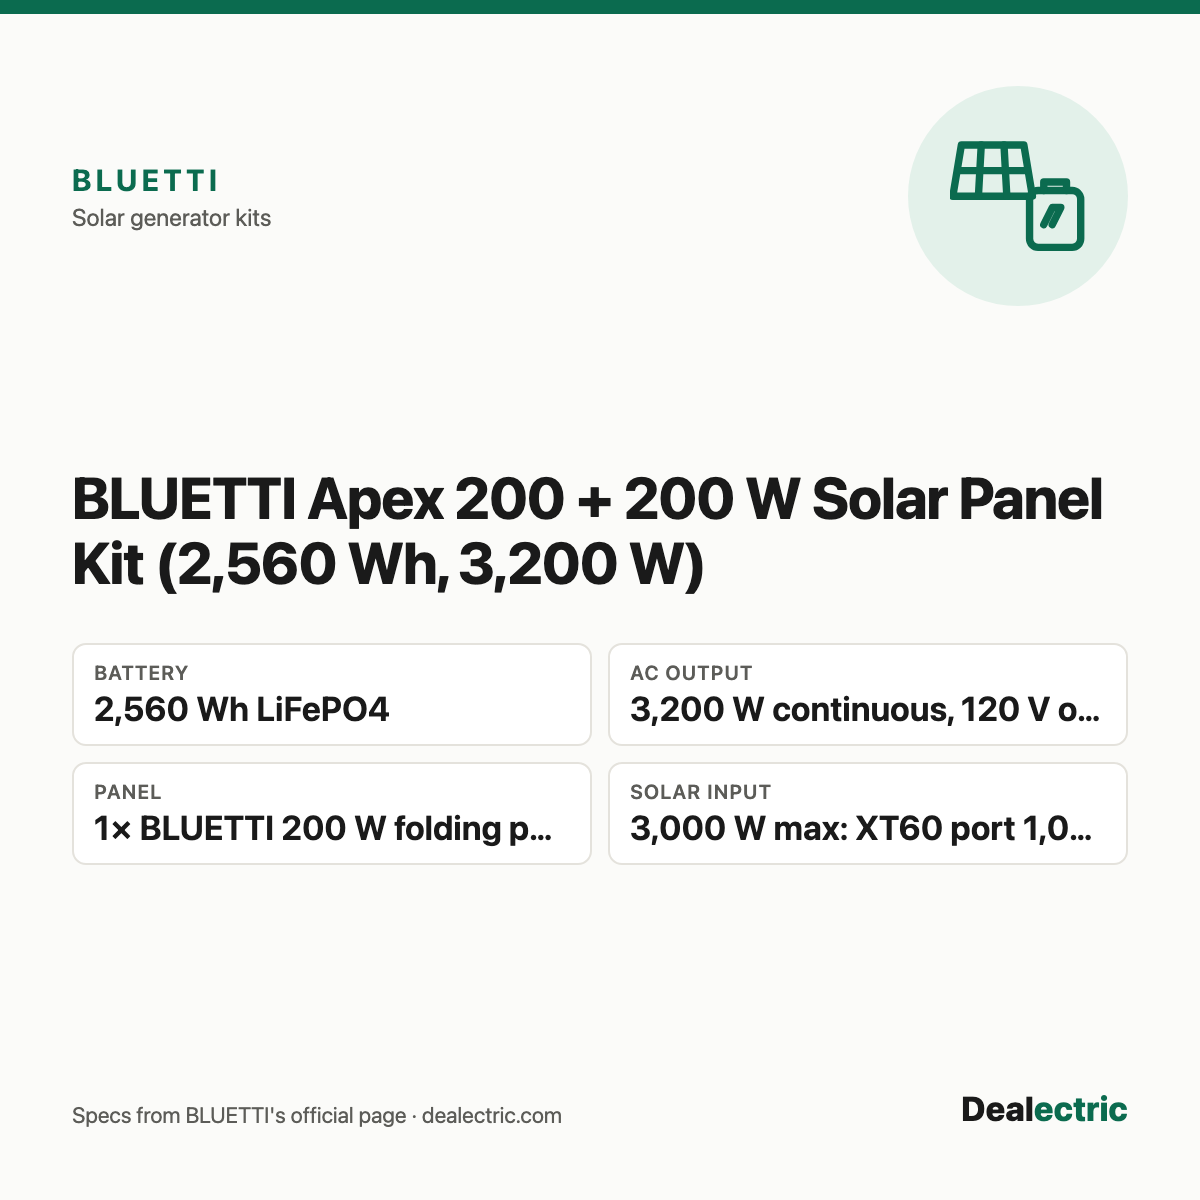 BLUETTI
Solar generator kits
BLUETTI Apex 200 + 200 W Solar Panel
Kit (2,560 Wh, 3,200 W)
BATTERY
2,560 Wh LiFePO4
AC OUTPUT
3,200 W continuous, 120 V o...
PANEL
1× BLUETTI 200 W folding p...
SOLAR INPUT
3,000 W max: XT60 port 1,0...
Specs from BLUETTI's official page · dealectric.com
Dealectric